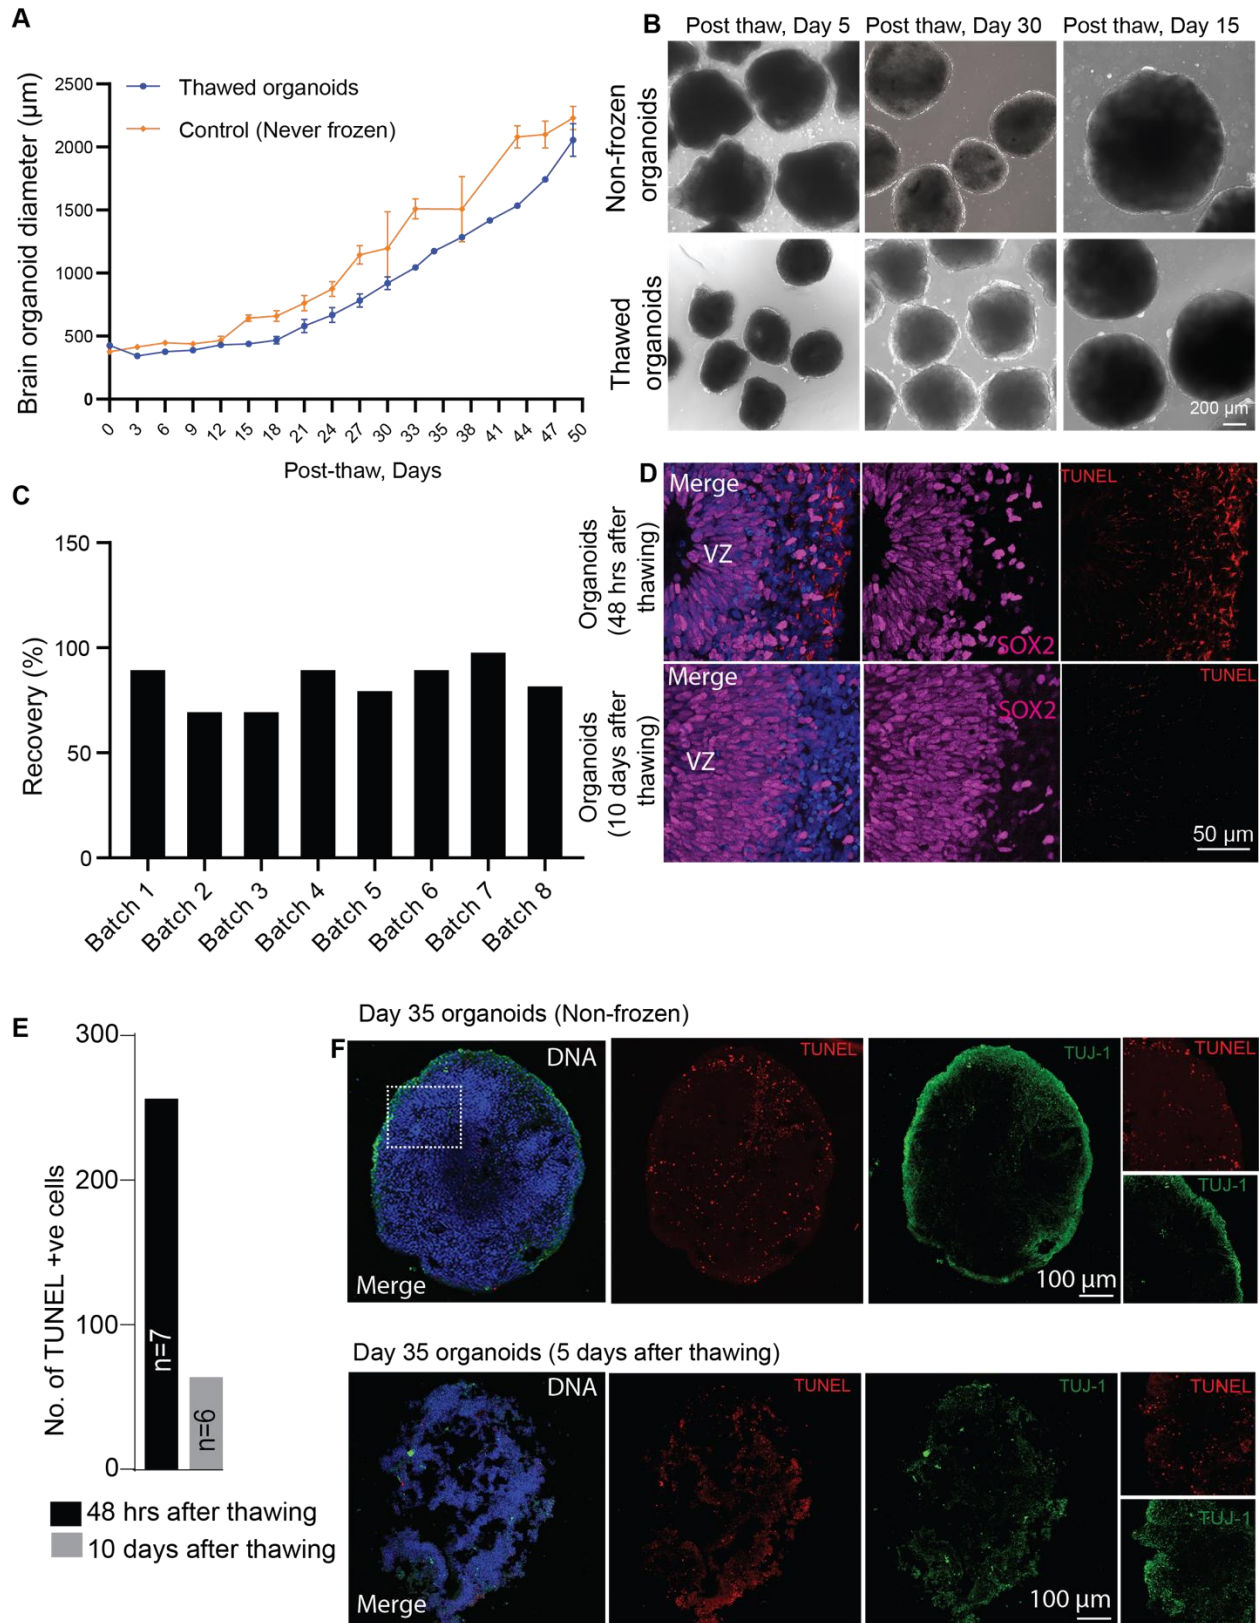 A
Thawed organoids
Control (Never frozen)
Brain organoid diameter (µm)
2500
2000
1500
1000
500
0
0 3 6 9 12 15 18 21 24 27 30 33 35 38 41 44 47 50
Post-thaw, Days
B
Post thaw, Day 5 Post thaw, Day 30 Post thaw, Day 15
Non-frozen
organoids
Thawed
organoids
200 µm
C
Recovery (%)
150
100
50
0
Batch 1
Batch 2
Batch 3
Batch 4
Batch 5
Batch 6
Batch 7
Batch 8
D
Organoids
(48 hrs after
thawing)
Merge
VZ
SOX2
TUNEL
Organoids
(10 days after
thawing)
Merge
VZ
SOX2
TUNEL
50 µm
E
No. of TUNEL +ve cells
300
200
100
0
n=7
n=6
48 hrs after thawing
10 days after thawing
F
Day 35 organoids (Non-frozen)
DNA
Merge
TUNEL
TUJ-1
100 µm
TUNEL
TUJ-1
Day 35 organoids (5 days after thawing)
DNA
Merge
TUNEL
TUJ-1
100 µm
TUNEL
TUJ-1